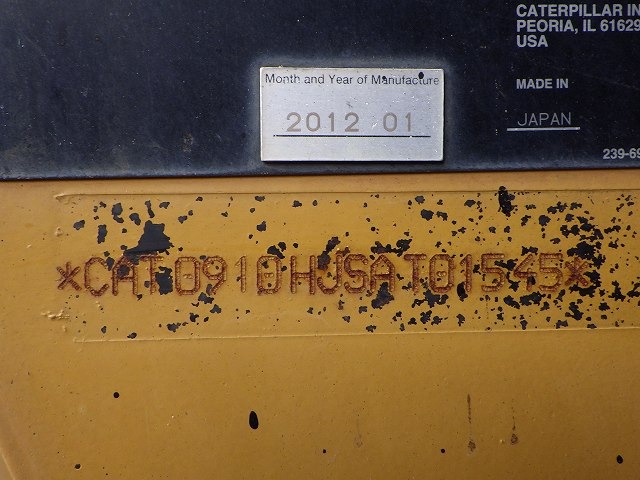 CATERPILLAR IN
PEORIA, IL 61629
USA
Month and Year of Manufacture
MADE IN
2012 01
JAPAN
239-69
*CAT0910HJSAT01545*